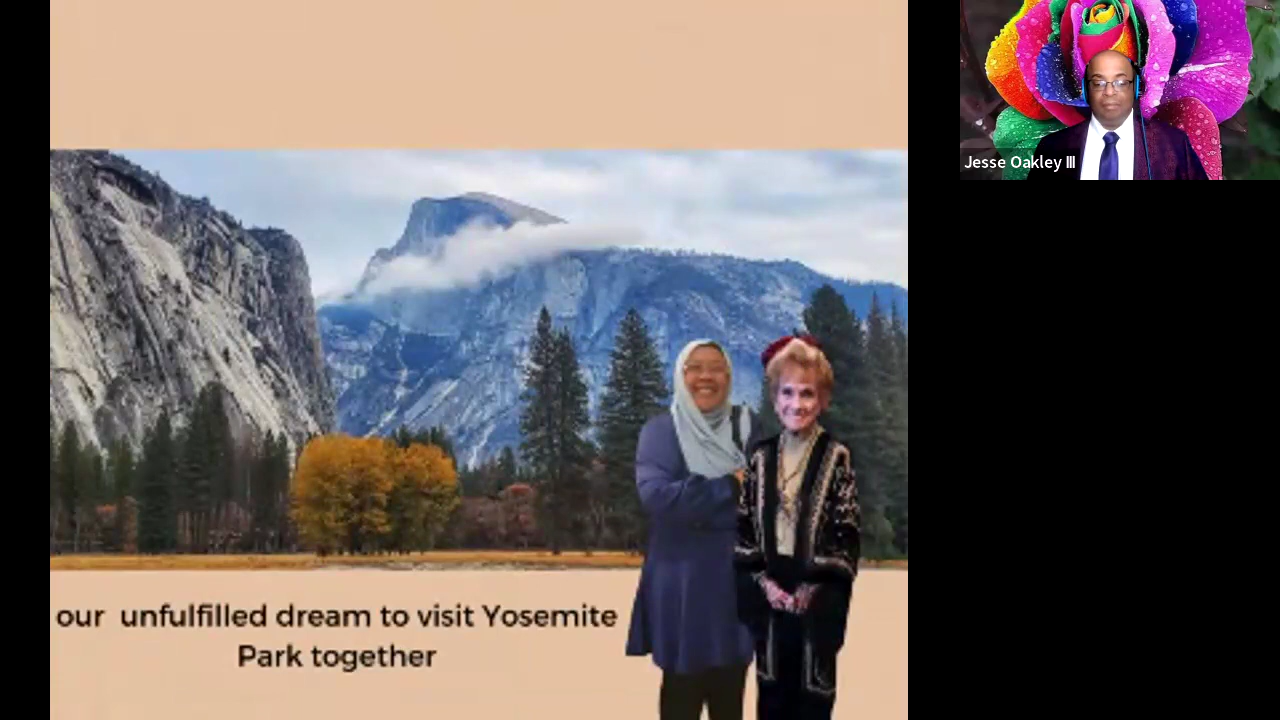 Jesse Oakley III
our unfulfilled dream to visit Yosemite
Park together